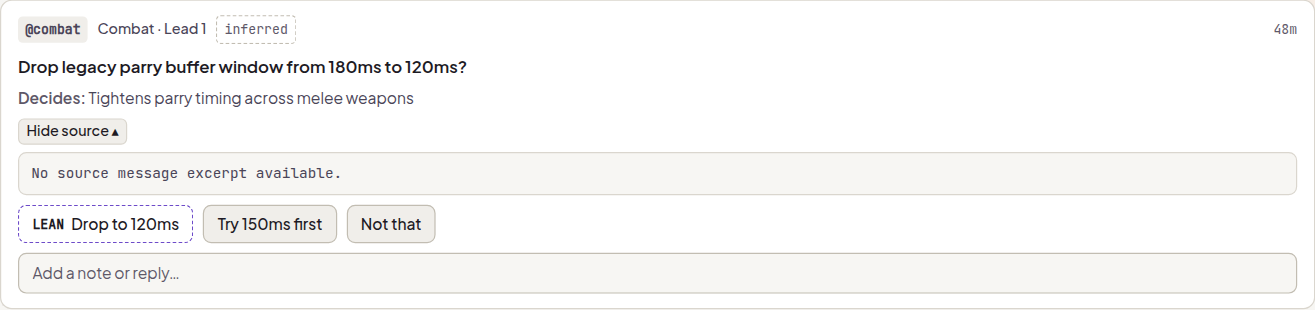 @combat Combat · Lead 1 inferred 48m
Drop legacy parry buffer window from 180ms to 120ms?
Decides: Tightens parry timing across melee weapons
Hide source ▴
No source message excerpt available.
LEAN Drop to 120ms Try 150ms first Not that
Add a note or reply...